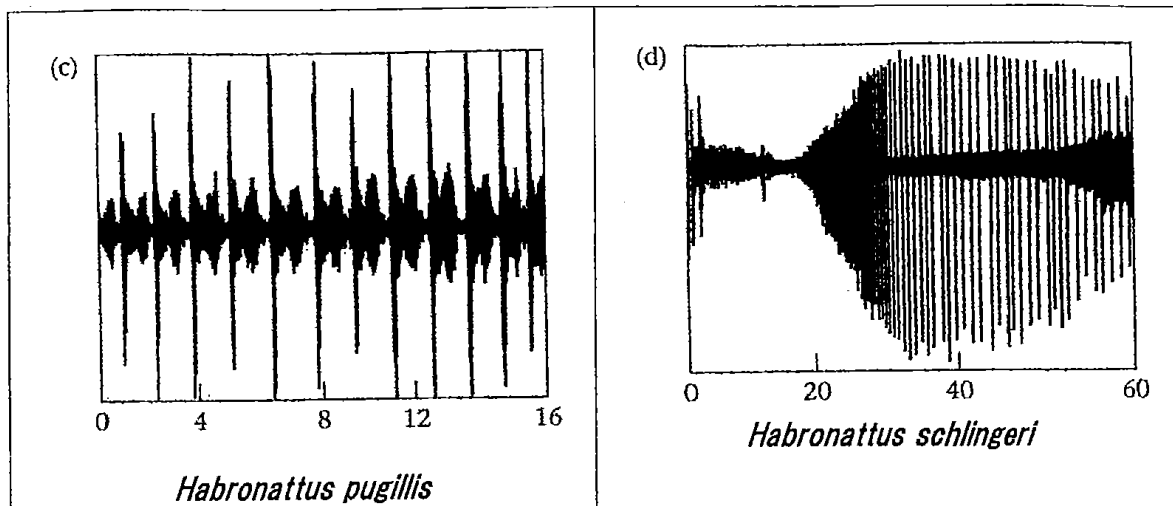 (c)
0 4 8 12 16
Habronattus pugillis
(d)
0 20 40 60
Habronattus schlingeri